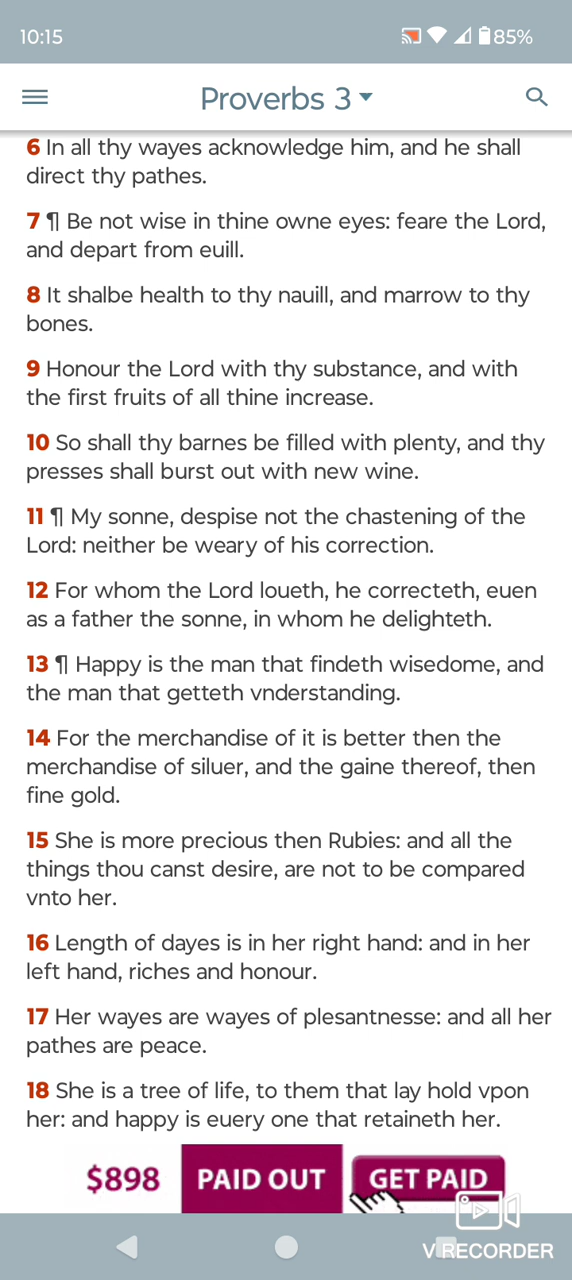 10:15
85%
Proverbs 3
6 In all thy wayes acknowledge him, and he shall
direct thy pathes.
7 ¶ Be not wise in thine owne eyes: feare the Lord,
and depart from euill.
8 It shalbe health to thy nauill, and marrow to thy
bones.
9 Honour the Lord with thy substance, and with
the first fruits of all thine increase.
10 So shall thy barnes be filled with plenty, and thy
presses shall burst out with new wine.
11 ¶ My sonne, despise not the chastening of the
Lord: neither be weary of his correction.
12 For whom the Lord loueth, he correcteth, euen
as a father the sonne, in whom he delighteth.
13 ¶ Happy is the man that findeth wisedome, and
the man that getteth vnderstanding.
14 For the merchandise of it is better then the
merchandise of siluer, and the gaine thereof, then
fine gold.
15 She is more precious then Rubies: and all the
things thou canst desire, are not to be compared
vnto her.
16 Length of dayes is in her right hand: and in her
left hand, riches and honour.
17 Her wayes are wayes of plesantnesse: and all her
pathes are peace.
18 She is a tree of life, to them that lay hold vpon
her: and happy is euery one that retaineth her.
$898 PAID OUT GET PAID
V RECORDER